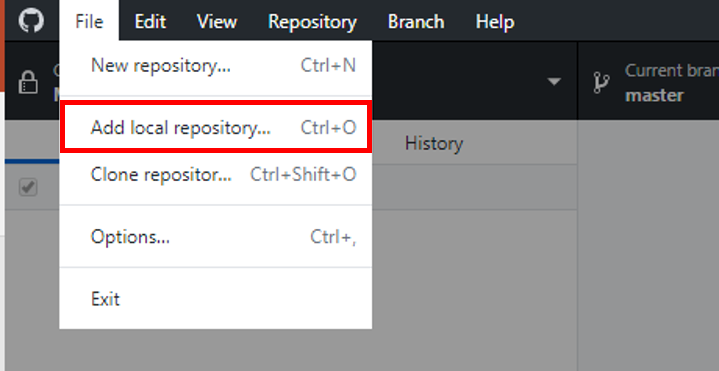 File Edit View Repository Branch Help
New repository... Ctrl+N
Current bran
master
Add local repository... Ctrl+O
History
Clone repositor... Ctrl+Shift+O
Options... Ctrl+,
Exit